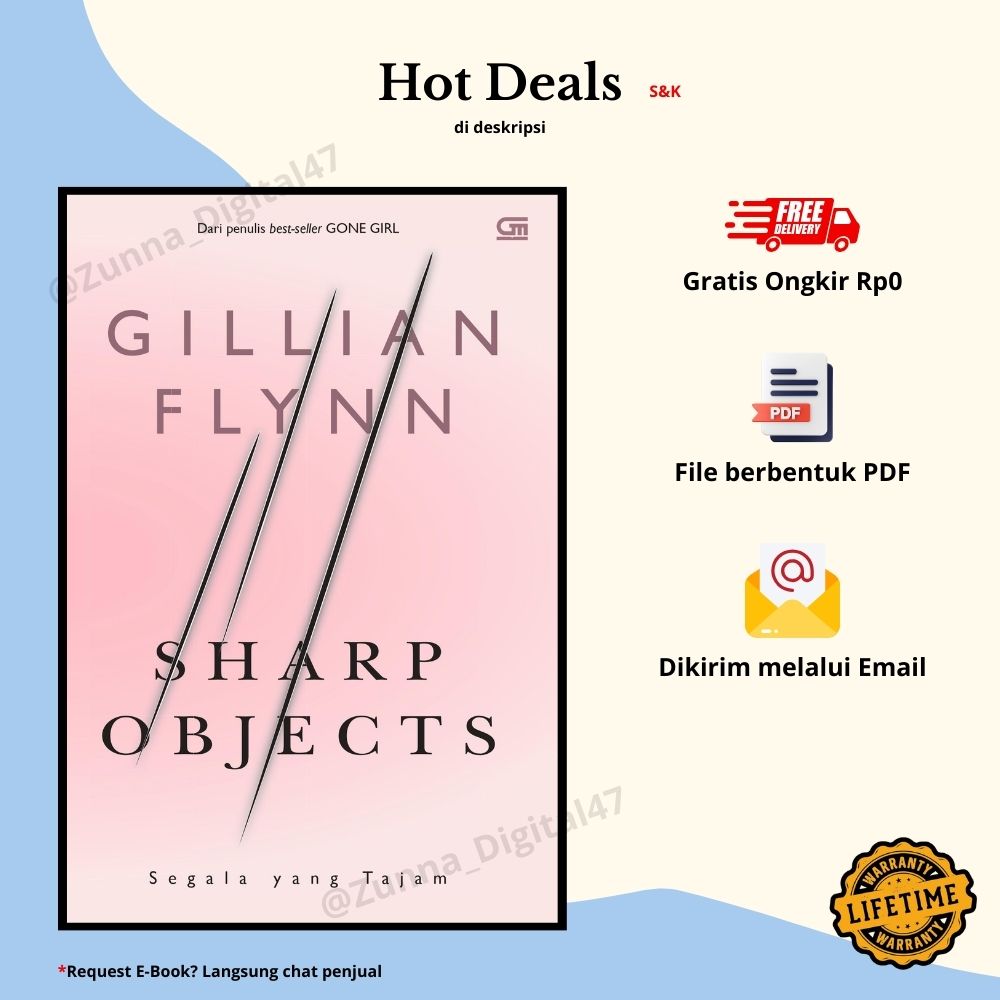 Hot Deals S&K
di deskripsi
@Zunna_Digital47
Dari penulis best-seller GONE GIRL
GM
GILLIAN
FLYNN
SHARP
OBJECTS
Segala yang Tajam
@Zunna_Digital47
FREE
DELIVERY
Gratis Ongkir Rp0
PDF
File berbentuk PDF
@
Dikirim melalui Email
WARRANTY
LIFETIME
WARRANTY
*Request E-Book? Langsung chat penjual